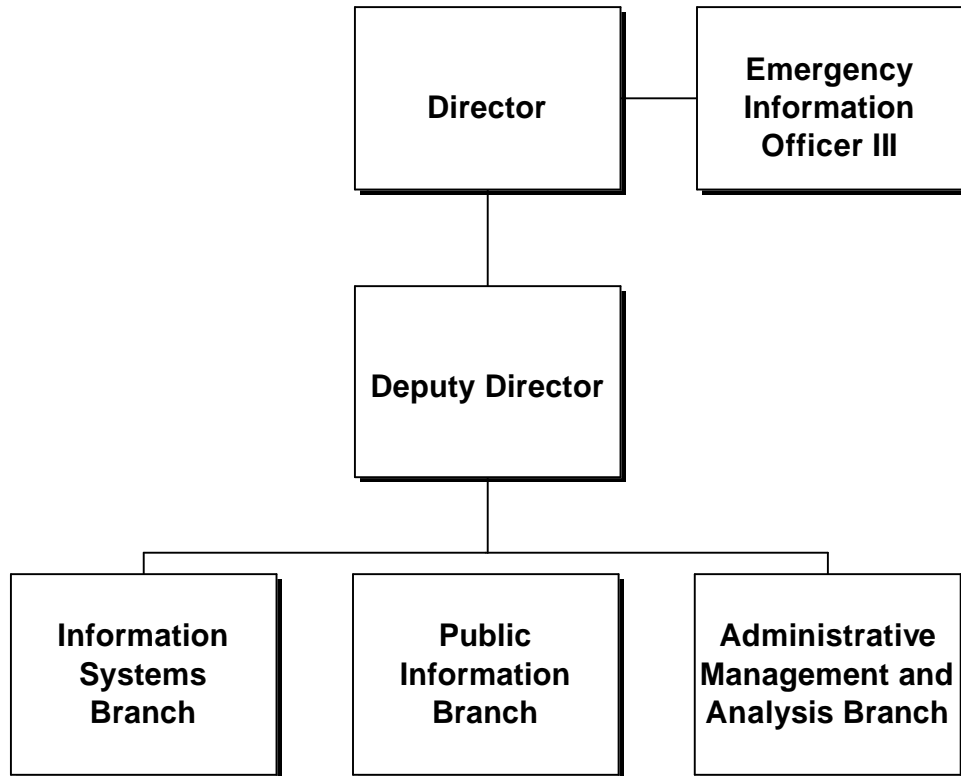 Director
Emergency
Information
Officer III
Deputy Director
Information
Systems
Branch
Public
Information
Branch
Administrative
Management and
Analysis Branch